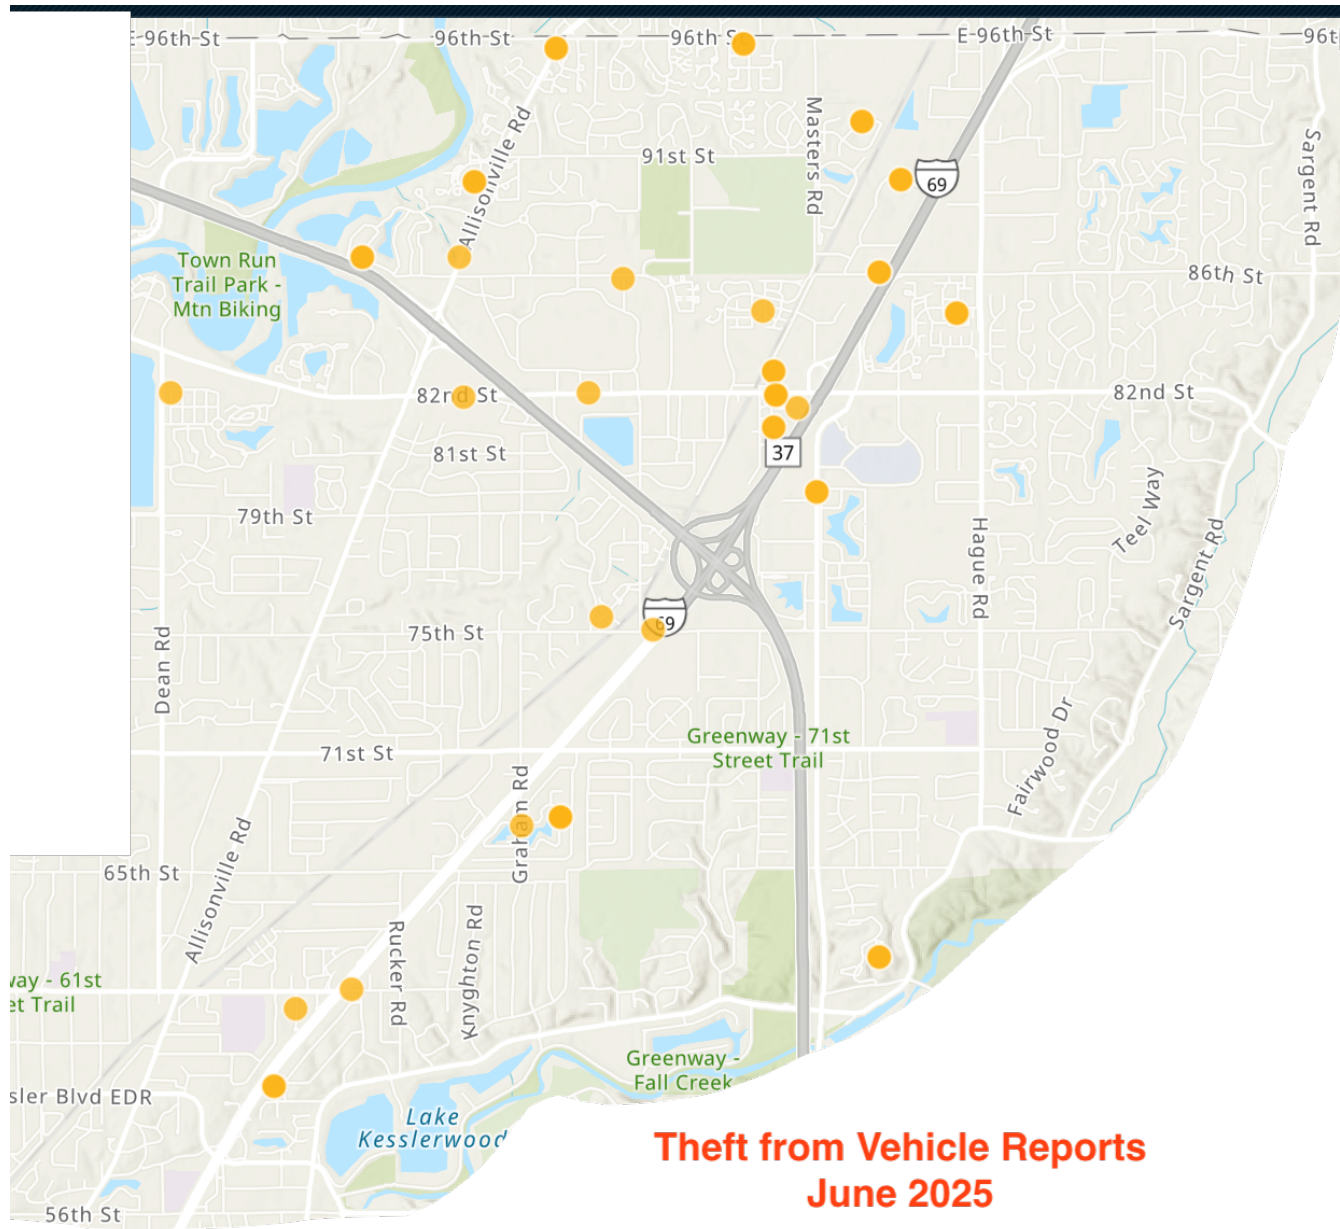 E 96th St
96th St
96th S
E 96th St
96t
Allisonville Rd
Masters Rd
91st St
69
Sargent Rd
Town Run
Trail Park -
Mtn Biking
86th St
82nd St
82nd St
81st St
37
79th St
Teel Way
Hague Rd
Sargent Rd
69
75th St
Dean Rd
71st St
Greenway - 71st
Street Trail
Fairwood Dr
Graham Rd
Allisonville Rd
65th St
Rucker Rd
Knyghton Rd
way - 61st
et Trail
Greenway -
Fall Creek
sler Blvd EDR
Lake
Kesslerwood
56th St
Theft from Vehicle Reports
June 2025